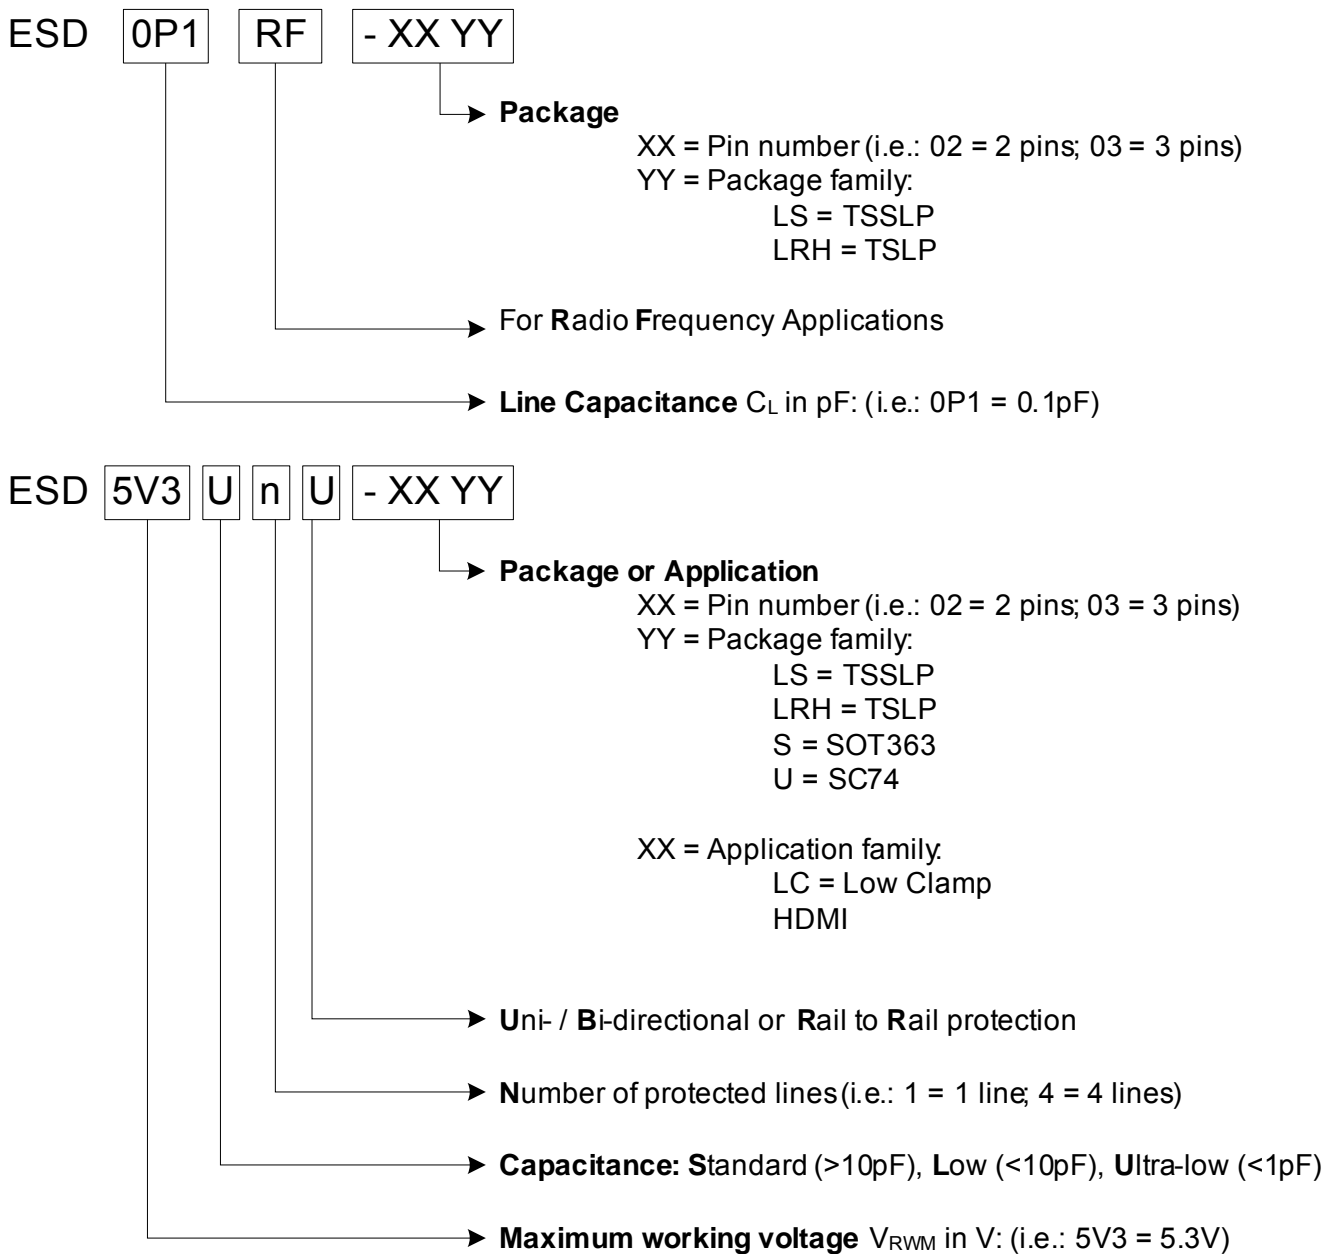 ESD 0P1 RF - XX YY
Package
XX = Pin number (i.e.: 02 = 2 pins; 03 = 3 pins)
YY = Package family:
LS = TSSLP
LRH = TSLP
For Radio Frequency Applications
Line Capacitance CL in pF: (i.e.: 0P1 = 0.1pF)
ESD 5V3 U n U - XX YY
Package or Application
XX = Pin number (i.e.: 02 = 2 pins; 03 = 3 pins)
YY = Package family:
LS = TSSLP
LRH = TSLP
S = SOT363
U = SC74
XX = Application family:
LC = Low Clamp
HDMI
Uni- / Bi-directional or Rail to Rail protection
Number of protected lines (i.e.: 1 = 1 line; 4 = 4 lines)
Capacitance: Standard (>10pF), Low (<10pF), Ultra-low (<1pF)
Maximum working voltage VRWM in V: (i.e.: 5V3 = 5.3V)